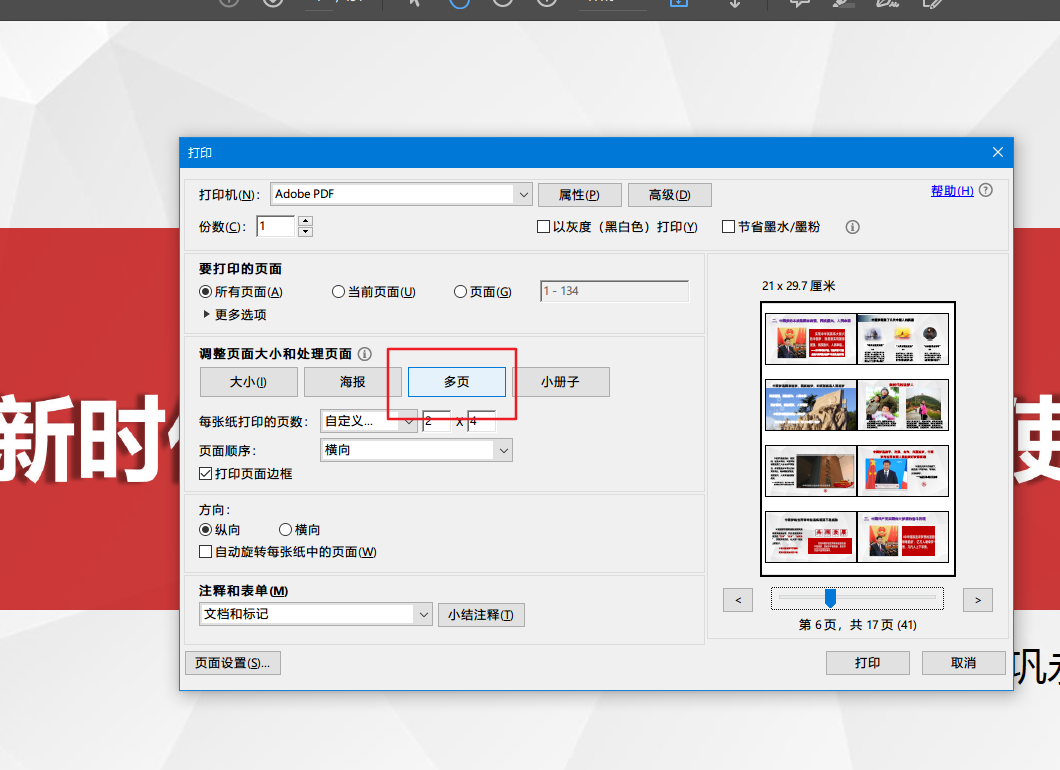 打印
打印机(N): Adobe PDF 属性(P) 高级(D) 帮助(H)
份数(C): 1 以灰度（黑白色）打印(Y) 节省墨水/墨粉
要打印的页面
所有页面(A) 当前页面(U) 页面(G) 1 - 134
更多选项
调整页面大小和处理页面
大小(I) 海报 多页 小册子
每张纸打印的页数: 自定义... 2 X 4
页面顺序: 横向
打印页面边框
方向:
纵向 横向
自动旋转每张纸中的页面(W)
注释和表单(M)
文档和标记 小结注释(T)
页面设置(S)...
21 x 29.7 厘米
< >
第 6 页，共 17 页 (41)
打印 取消
新时
使
巩